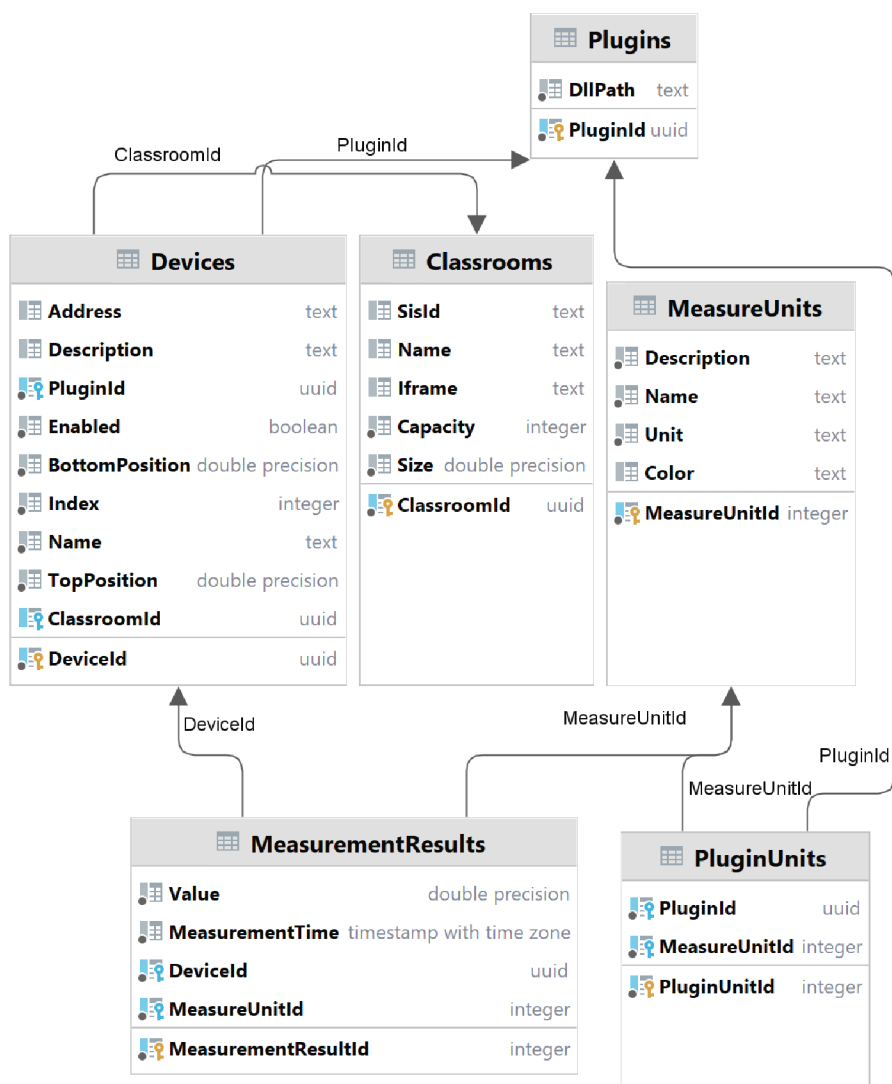 Plugins
DllPath text
PluginId uuid
ClassroomId
PluginId
Devices
Address text
Description text
PluginId uuid
Enabled boolean
BottomPosition double precision
Index integer
Name text
TopPosition double precision
ClassroomId uuid
DeviceId uuid
Classrooms
SisId text
Name text
Iframe text
Capacity integer
Size double precision
ClassroomId uuid
MeasureUnits
Description text
Name text
Unit text
Color text
MeasureUnitId integer
DeviceId
MeasureUnitId
PluginId
MeasureUnitId
MeasurementResults
Value double precision
MeasurementTime timestamp with time zone
DeviceId uuid
MeasureUnitId integer
MeasurementResultId integer
PluginUnits
PluginId uuid
MeasureUnitId integer
PluginUnitId integer